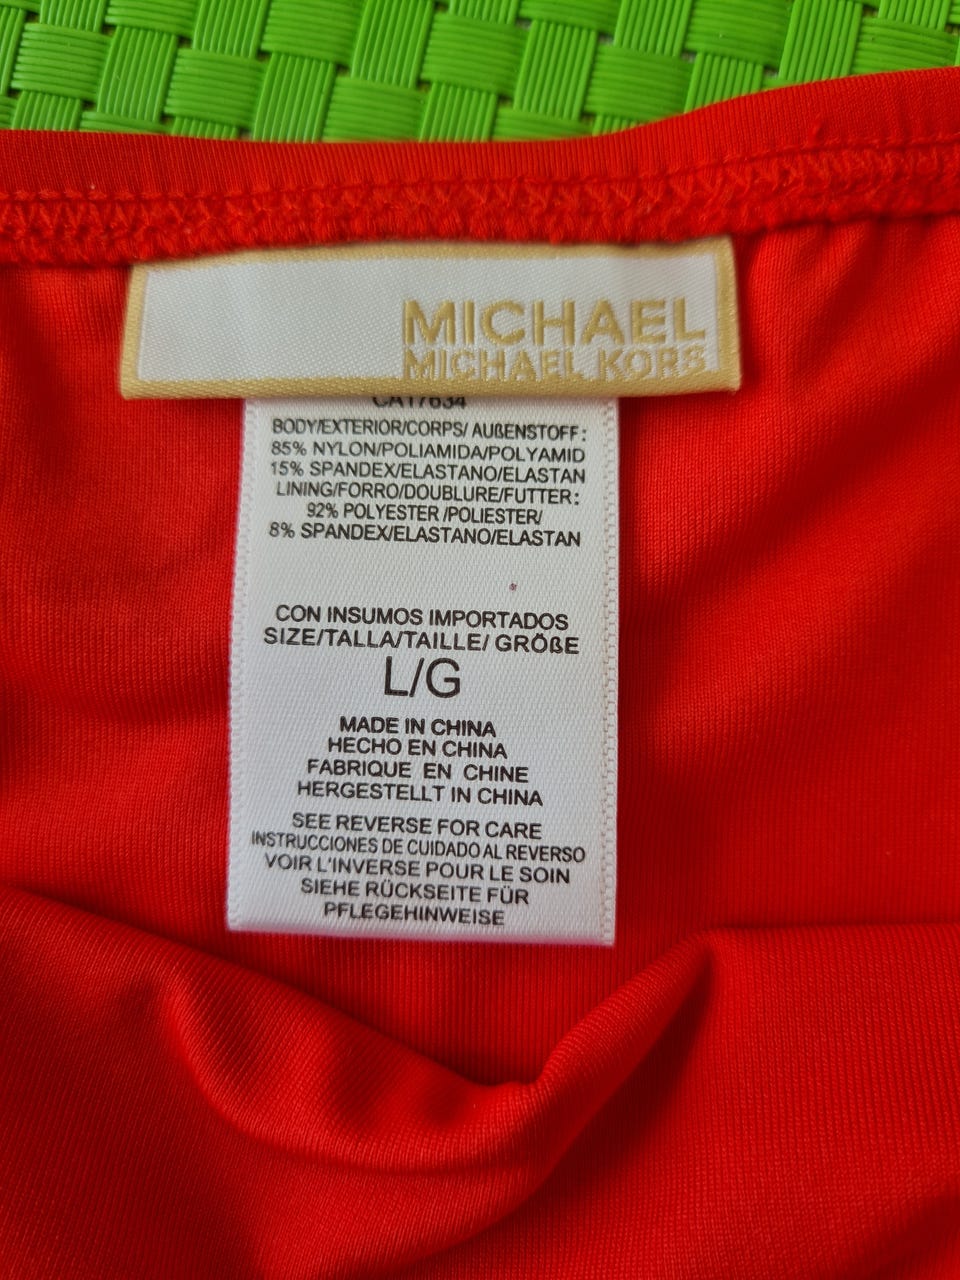 MICHAEL
MICHAEL KORS
CA17634
BODY/EXTERIOR/CORPS/ AUßENSTOFF:
85% NYLON/POLIAMIDA/POLYAMID
15% SPANDEX/ELASTANO/ELASTAN
LINING/FORRO/DOUBLURE/FUTTER:
92% POLYESTER /POLIESTER/
8% SPANDEX/ELASTANO/ELASTAN
CON INSUMOS IMPORTADOS
SIZE/TALLA/TAILLE/ GRÖßE
L/G
MADE IN CHINA
HECHO EN CHINA
FABRIQUE EN CHINE
HERGESTELLT IN CHINA
SEE REVERSE FOR CARE
INSTRUCCIONES DE CUIDADO AL REVERSO
VOIR L'INVERSE POUR LE SOIN
SIEHE RÜCKSEITE FÜR
PFLEGEHINWEISE